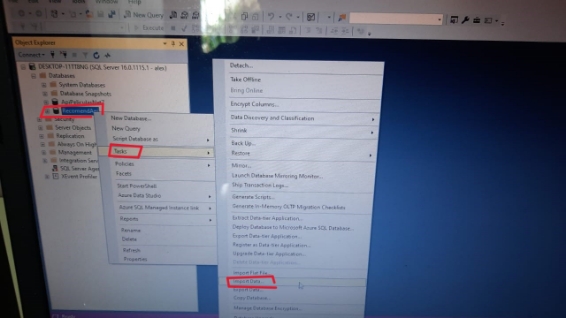 New Query
Execute
Object Explorer
Connect
DESKTOP-11TTBNG (SQL Server 16.0.1115.1 - alex)
Databases
System Databases
Database Snapshots
Security
Server Objects
Replication
Always On High
Management
Integration Serv
SQL Server Agen
XEvent Profiler
New Database...
New Query
Script Database as
Tasks
Policies
Facets
Start PowerShell
Azure Data Studio
Azure SQL Managed Instance link
Reports
Rename
Delete
Refresh
Properties
Detach...
Take Offline
Bring Online
Encrypt Columns...
Data Discovery and Classification
Shrink
Back Up...
Restore
Mirror...
Launch Database Mirroring Monitor...
Ship Transaction Logs...
Generate Scripts...
Generate In-Memory OLTP Migration Checklists
Extract Data-tier Application...
Deploy Database to Microsoft Azure SQL Database...
Export Data-tier Application...
Register as Data-tier Application...
Upgrade Data-tier Application...
Delete Data-tier Application...
Import Flat File...
Import Data...
Export Data...
Copy Database...
Manage Database Encryption...